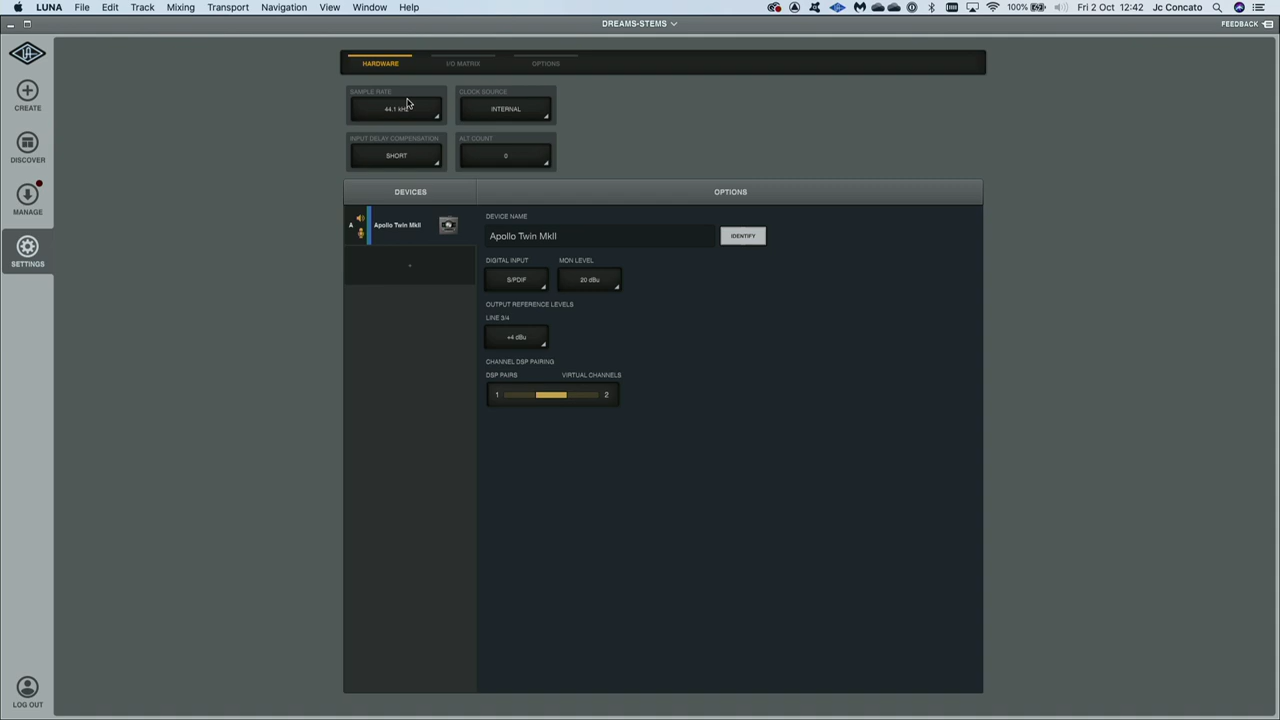 LUNA File Edit Track Mixing Transport Navigation View Window Help 100% Fri 2 Oct 12:42 Jc Concato
DREAMS-STEMS FEEDBACK
HARDWARE I/O MATRIX OPTIONS
SAMPLE RATE CLOCK SOURCE
44.1 kHz INTERNAL
INPUT DELAY COMPENSATION ALT COUNT
SHORT 0
CREATE
DISCOVER
MANAGE
SETTINGS
LOG OUT
DEVICES OPTIONS
A Apollo Twin MkII
+
DEVICE NAME
Apollo Twin MkII IDENTIFY
DIGITAL INPUT MON LEVEL
S/PDIF 20 dBu
OUTPUT REFERENCE LEVELS
LINE 3/4
+4 dBu
CHANNEL DSP PAIRING
DSP PAIRS VIRTUAL CHANNELS
1 2